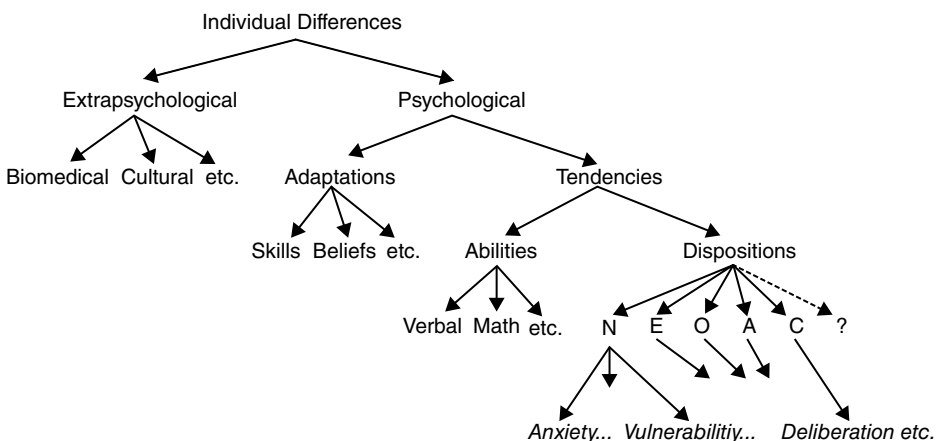 Individual Differences
Extrapsychological Psychological
Biomedical Cultural etc. Adaptations Tendencies
Skills Beliefs etc. Abilities Dispositions
Verbal Math etc. N E O A C ?
Anxiety... Vulnerabilitiy... Deliberation etc.